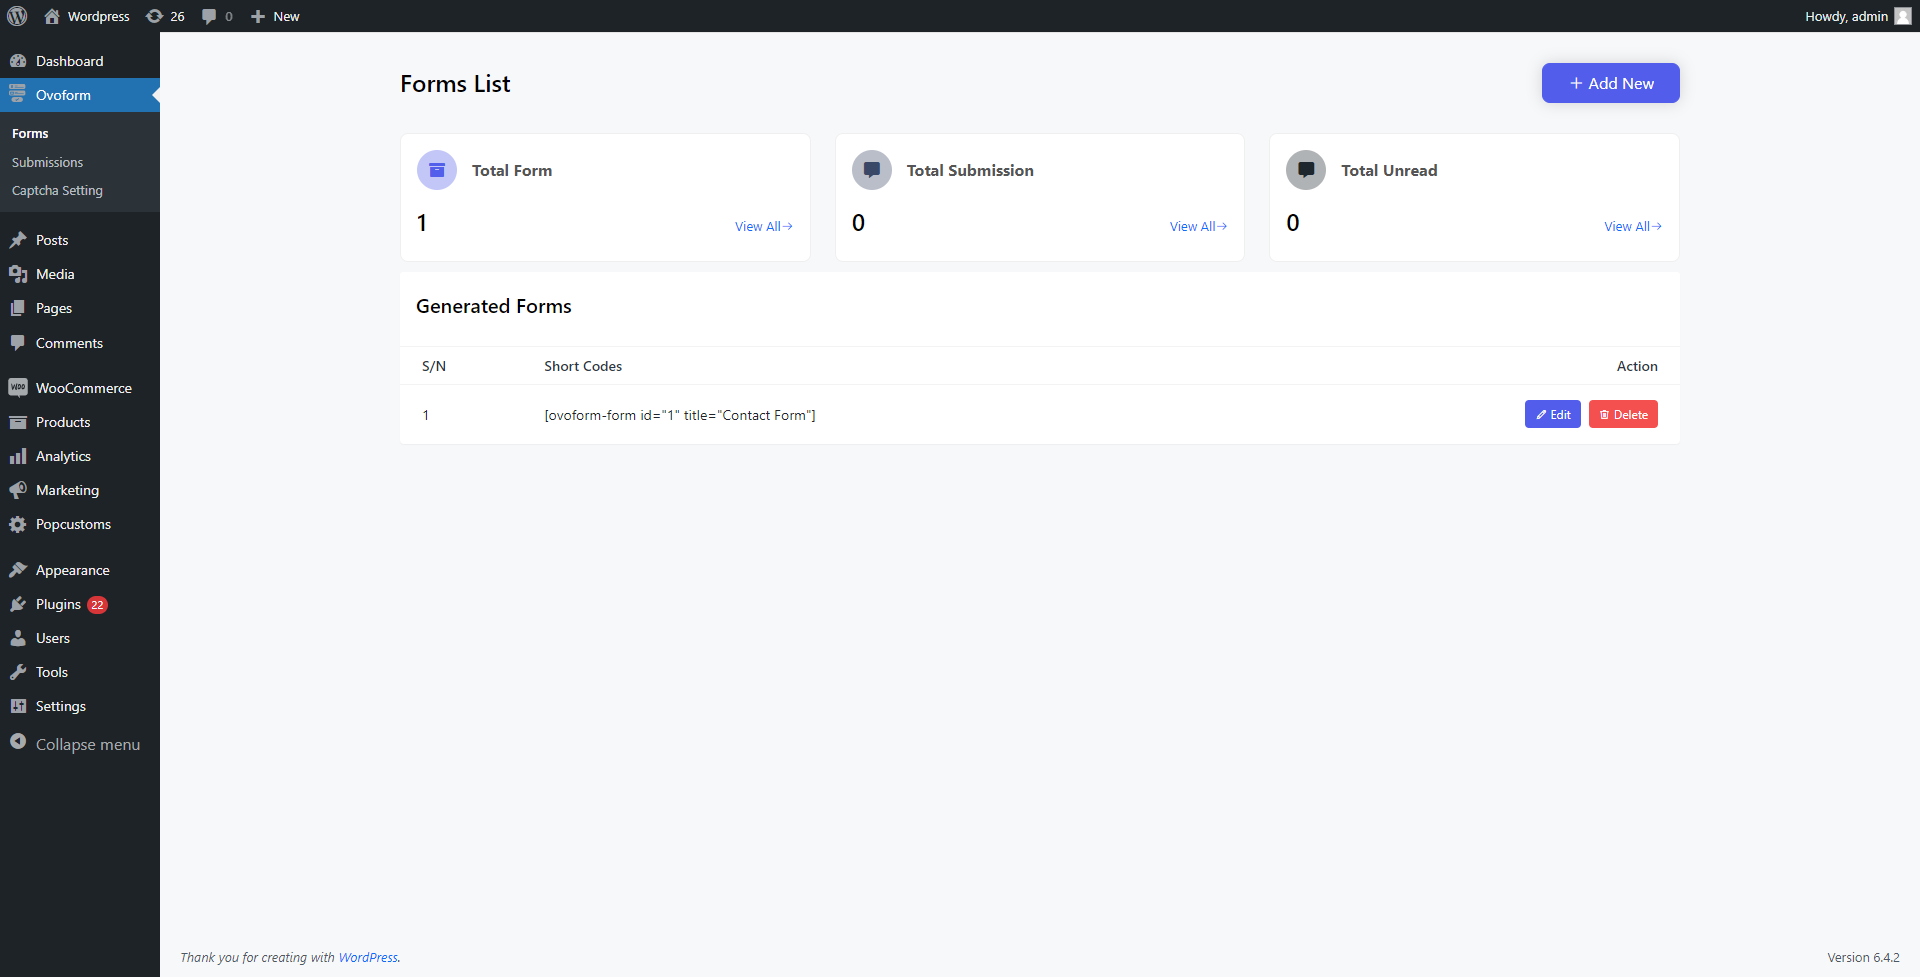 Wordpress 26 0 New Howdy, admin
Dashboard
Ovoform
Forms
Submissions
Captcha Setting
Posts
Media
Pages
Comments
WooCommerce
Products
Analytics
Marketing
Popcustoms
Appearance
Plugins 22
Users
Tools
Settings
Collapse menu
Forms List
+ Add New
Total Form
1
View All→
Total Submission
0
View All→
Total Unread
0
View All→
Generated Forms
S/N Short Codes Action
1 [ovoform-form id="1" title="Contact Form"] Edit Delete
Thank you for creating with WordPress.
Version 6.4.2